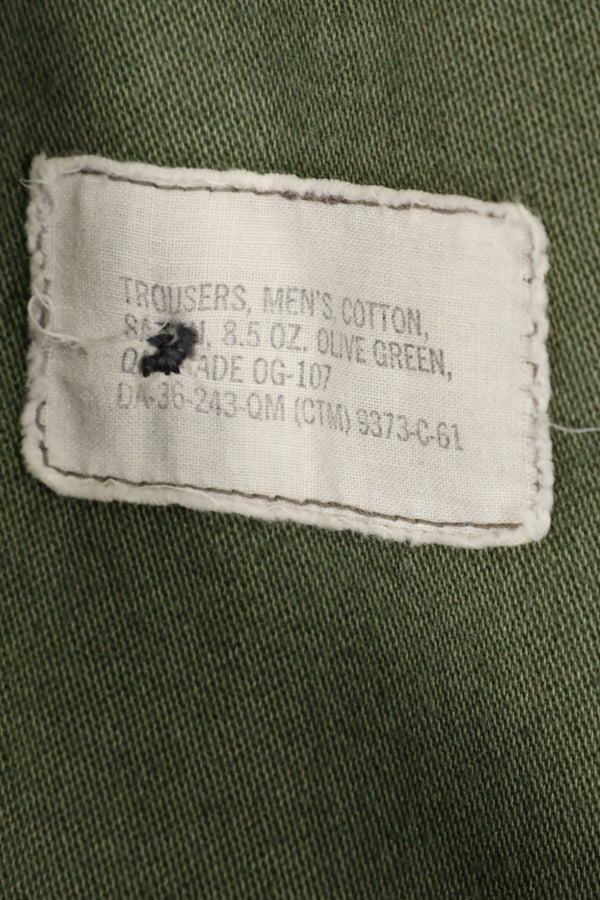 TROUSERS, MEN'S COTTON,
8.5 OZ. OLIVE GREEN,
OG-107
DA-36-243-QM (CTM) 9373-C-61